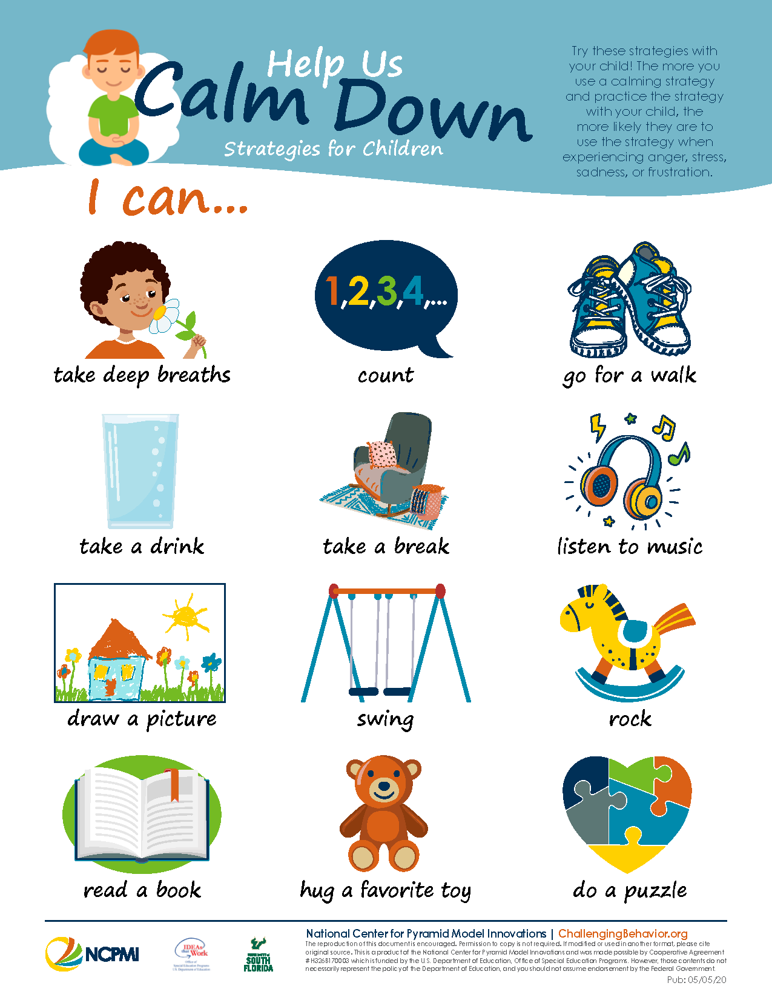 Help Us
Calm Down
Strategies for Children
Try these strategies with
your child! The more you
use a calming strategy
and practice the strategy
with your child, the
more likely they are to
use the strategy when
experiencing anger, stress,
sadness, or frustration.
I can...
1,2,3,4,...
take deep breaths
count
go for a walk
take a drink
take a break
listen to music
draw a picture
swing
rock
read a book
hug a favorite toy
do a puzzle
NCPMI
IDEAs
that Work
Office of
Special Education Programs
U.S. Department of Education
UNIVERSITY of
SOUTH
FLORIDA
National Center for Pyramid Model Innovations | ChallengingBehavior.org
The reproduction of this document is encouraged. Permission to copy is not required. If modified or used in another format, please cite
original source. This is a product of the National Center for Pyramid Model Innovations and was made possible by Cooperative Agreement
#H326B170003 which is funded by the U.S. Department of Education, Office of Special Education Programs. However, those contents do not
necessarily represent the policy of the Department of Education, and you should not assume endorsement by the Federal Government.
Pub: 05/05/20